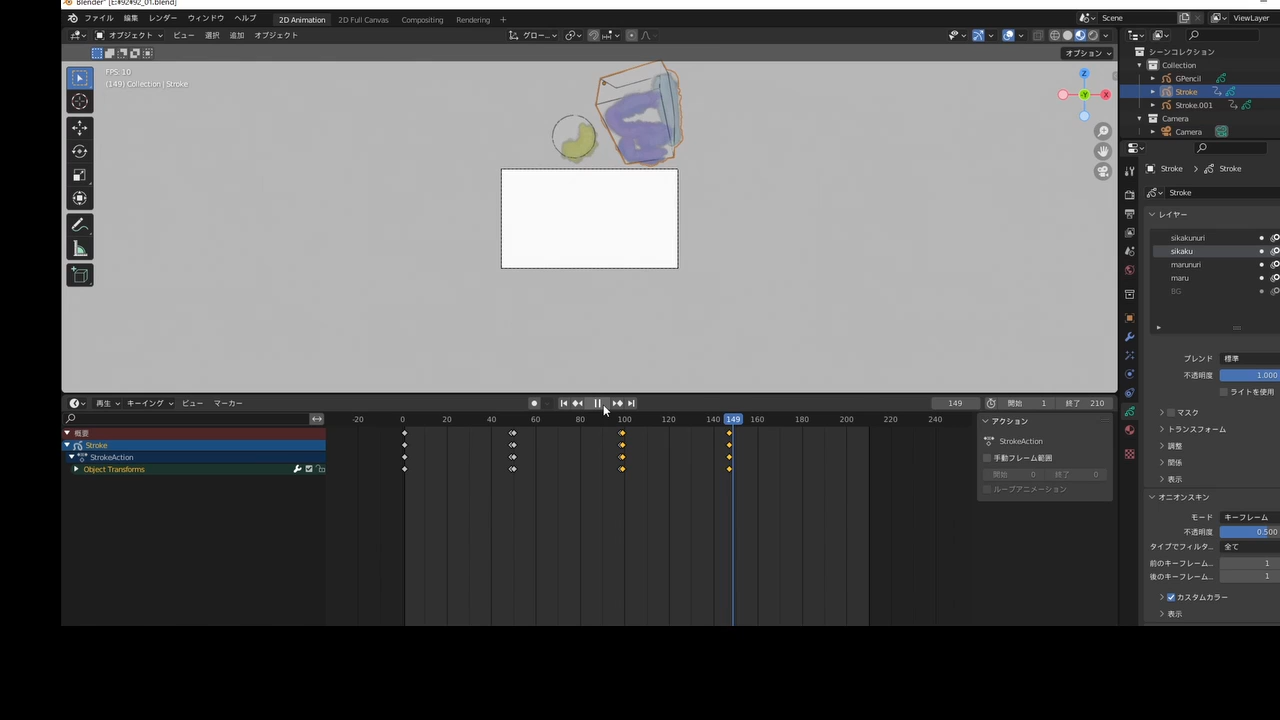 Blender* [E:#92#92_01.blend]
ファイル 編集 レンダー ウィンドウ ヘルプ 2D Animation 2D Full Canvas Compositing Rendering + Scene ViewLayer
オブジェクト ビュー 選択 追加 オブジェクト グロー...
オプション
FPS: 10
(149) Collection | Stroke
Z
X
-Y
シーンコレクション
Collection
GPencil
Stroke
Stroke.001
Camera
Camera
Stroke Stroke
Stroke
レイヤー
sikakunuri
sikaku
marunuri
maru
BG
ブレンド 標準
不透明度 1.000
ライトを使用
マスク
トランスフォーム
調整
関係
表示
オニオンスキン
モード キーフレーム
不透明度 0.500
タイプでフィルタ... 全て
前のキーフレーム... 1
後のキーフレーム... 1
カスタムカラー
表示
再生 キーイング ビュー マーカー 149 開始 1 終了 210
-20 0 20 40 60 80 100 120 140 149 160 180 200 220 240
概要
Stroke
StrokeAction
Object Transforms
アクション
StrokeAction
手動フレーム範囲
開始 0 終了 0
ループアニメーション